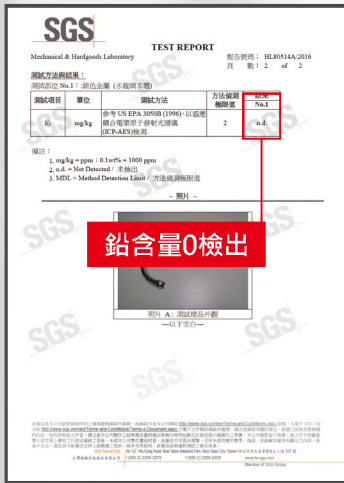 SGS
TEST REPORT
Mechanical & Hardgoods Laboratory
報告號碼： HL80514A/2016
頁 數：2 of 2
測試方法與結果：
測試部位 No.1：銀色金屬 (水龍頭本體)
測試項目 單位 測試方法 方法偵測極限值 結果 No.1
鉛 mg/kg 參考 US EPA 3050B (1996)，以感應耦合電漿原子發射光譜儀(ICP-AES)檢測. 2 n.d.
備註：
1. mg/kg = ppm；0.1wt% = 1000 ppm
2. n.d. = Not Detected / 未檢出
3. MDL = Method Detection Limit / 方法偵測極限值
– 照片 –
鉛含量0檢出
照片 A：測試樣品外觀
---以下空白---
www.sgs.com
Member of SGS Group